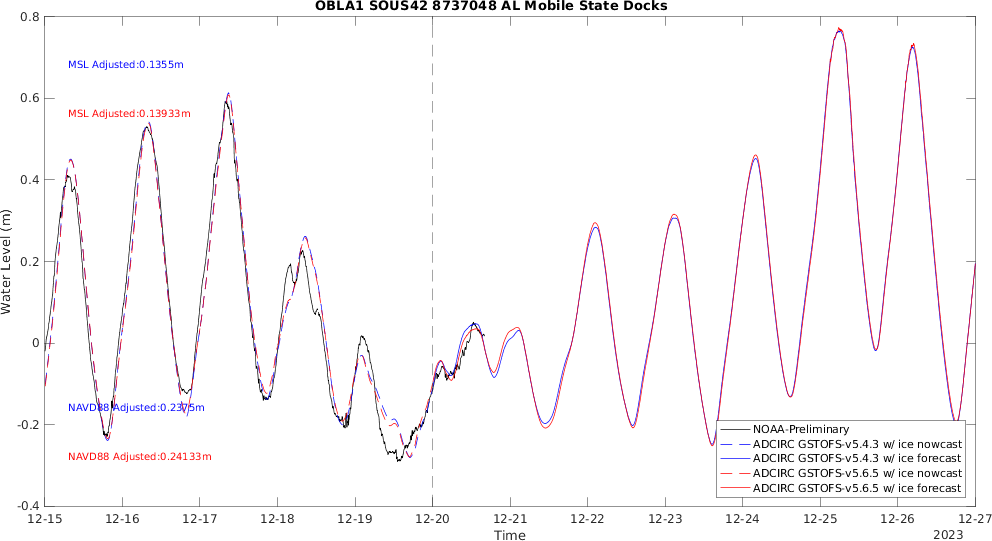 OBLA1 SOUS42 8737048 AL Mobile State Docks
0.8
0.6
0.4
0.2
0
-0.2
-0.4
Water Level (m)
MSL Adjusted:0.1355m
MSL Adjusted:0.13933m
NAVD88 Adjusted:0.2375m
NAVD88 Adjusted:0.24133m
NOAA-Preliminary
ADCIRC GSTOFS-v5.4.3 w/ ice nowcast
ADCIRC GSTOFS-v5.4.3 w/ ice forecast
ADCIRC GSTOFS-v5.6.5 w/ ice nowcast
ADCIRC GSTOFS-v5.6.5 w/ ice forecast
12-15 12-16 12-17 12-18 12-19 12-20 12-21 12-22 12-23 12-24 12-25 12-26 12-27
Time
2023